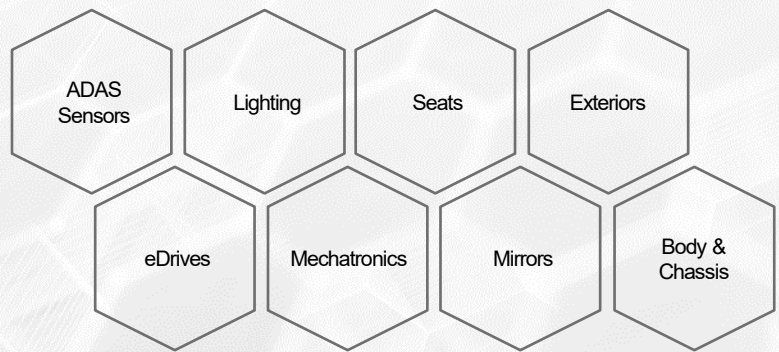 ADAS
Sensors
Lighting
Seats
Exteriors
eDrives
Mechatronics
Mirrors
Body &
Chassis